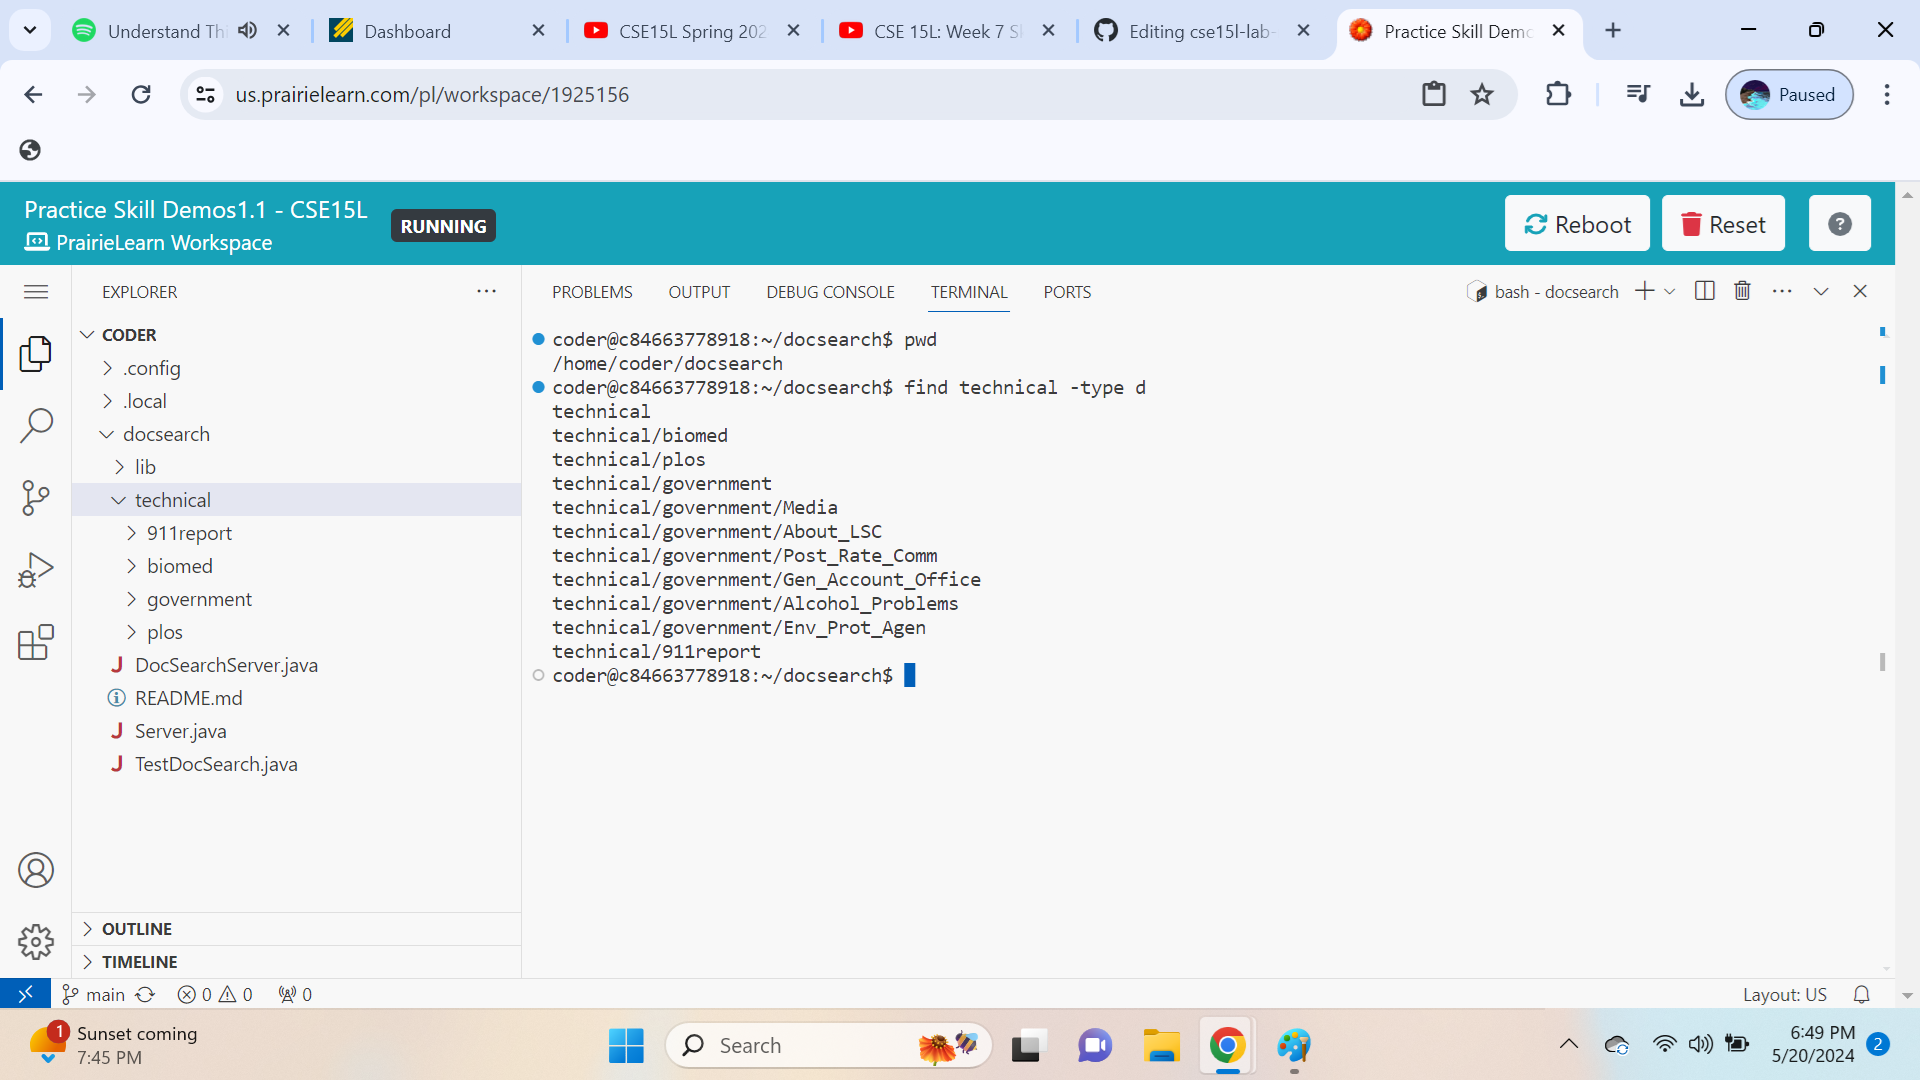 Understand Th
Dashboard
CSE15L Spring 202
CSE 15L: Week 7 S
Editing cse15l-lab-
Practice Skill Demo
us.prairielearn.com/pl/workspace/1925156
Paused
Practice Skill Demos1.1 - CSE15L
PrairieLearn Workspace
RUNNING
Reboot
Reset
?
EXPLORER
PROBLEMS
OUTPUT
DEBUG CONSOLE
TERMINAL
PORTS
bash - docsearch
CODER
.config
.local
docsearch
lib
technical
911report
biomed
government
plos
J DocSearchServer.java
README.md
J Server.java
J TestDocSearch.java
OUTLINE
TIMELINE
coder@c84663778918:~/docsearch$ pwd
/home/coder/docsearch
coder@c84663778918:~/docsearch$ find technical -type d
technical
technical/biomed
technical/plos
technical/government
technical/government/Media
technical/government/About_LSC
technical/government/Post_Rate_Comm
technical/government/Gen_Account_Office
technical/government/Alcohol_Problems
technical/government/Env_Prot_Agen
technical/911report
coder@c84663778918:~/docsearch$
main
0
0
0
Layout: US
1
Sunset coming
7:45 PM
Search
6:49 PM
5/20/2024
2